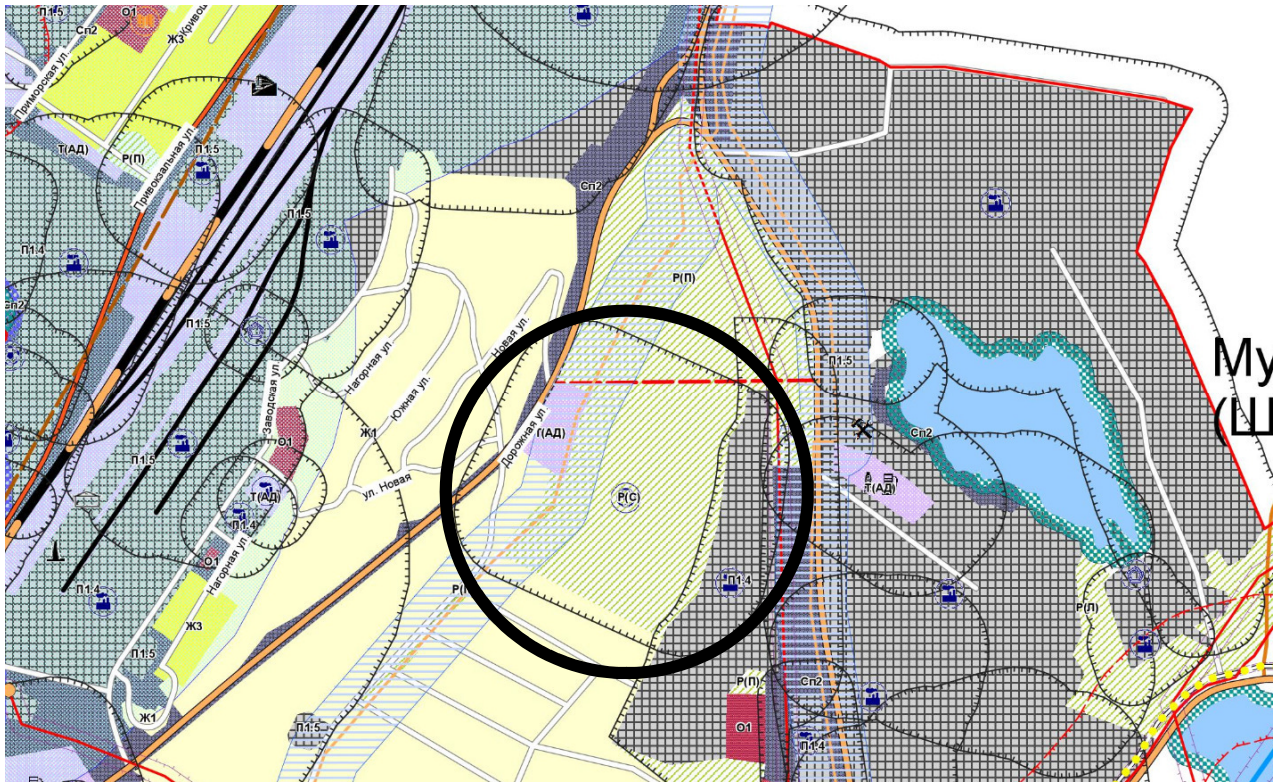 П1.5
О1
Сп2
Ж3
Кривош
Приморская ул.
Т(АД)
Р(П)
П1.5
Привокзальная ул.
Сп2
П1.5
П1.4
Р(П)
Сп2
П1.5
Новая ул.
Нагорная ул.
Южная ул.
Заводская ул.
П1.5
Му
(Ш
О1
Ж1
Дорожная ул.
Т(АД)
Сп2
П1.5
ул. Новая
Т(АД)
Т(АД)
Р(С)
П1.4
О1
Нагорная ул.
П1.4
П1.4
Р(П)
Р(Л)
Ж3
П1.5
Р(П)
Сп2
Ж1
П1.5
О1
П1.4